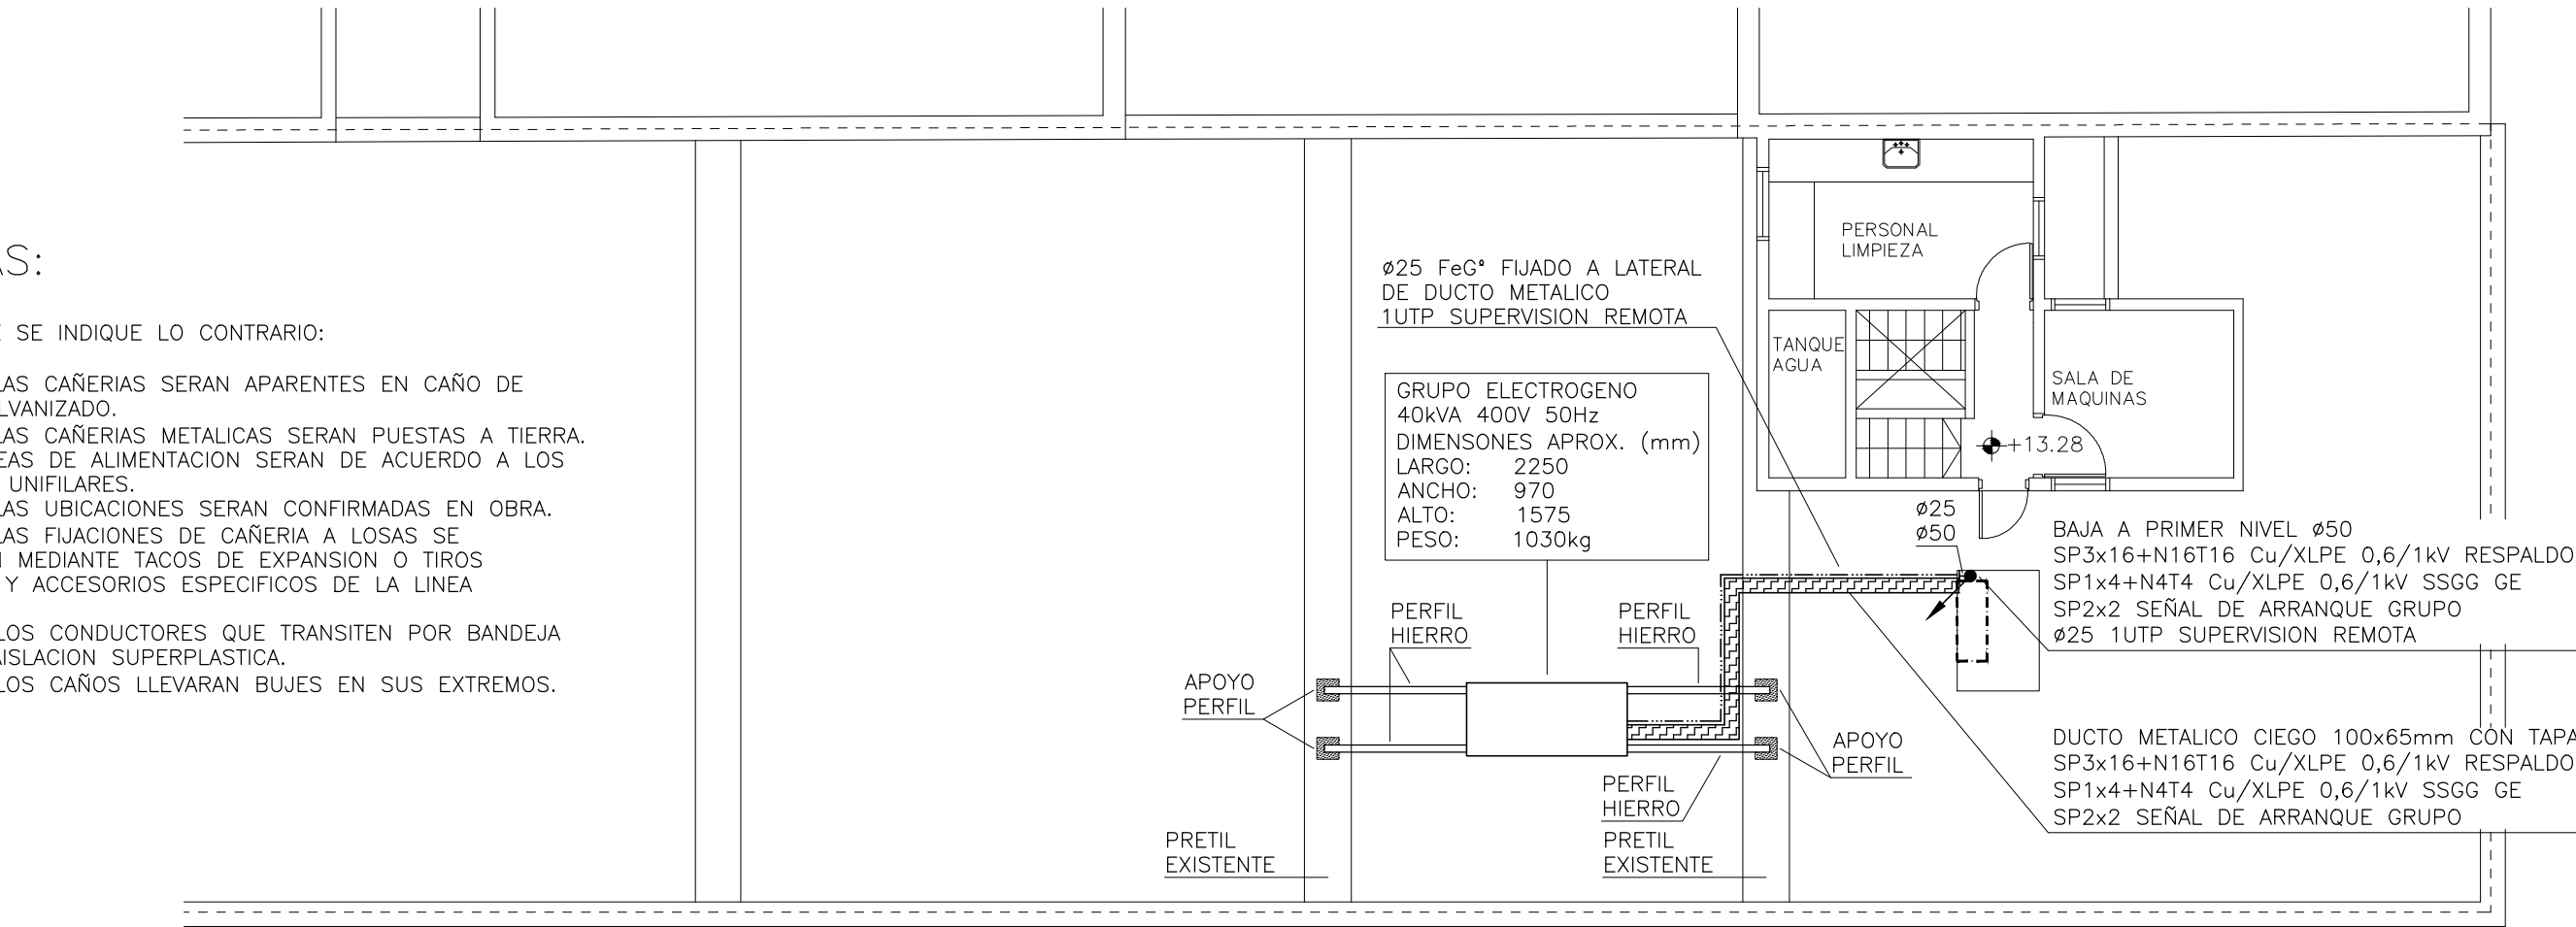 AS:
SE INDIQUE LO CONTRARIO:
LAS CAÑERIAS SERAN APARENTES EN CAÑO DE
LVANIZADO.
LAS CAÑERIAS METALICAS SERAN PUESTAS A TIERRA.
EAS DE ALIMENTACION SERAN DE ACUERDO A LOS
UNIFILARES.
LAS UBICACIONES SERAN CONFIRMADAS EN OBRA.
LAS FIJACIONES DE CAÑERIA A LOSAS SE
MEDIANTE TACOS DE EXPANSION O TIROS
Y ACCESORIOS ESPECIFICOS DE LA LINEA
LOS CONDUCTORES QUE TRANSITEN POR BANDEJA
AISLACION SUPERPLASTICA.
LOS CAÑOS LLEVARAN BUJES EN SUS EXTREMOS.
ø25 FeGº FIJADO A LATERAL
DE DUCTO METALICO
1UTP SUPERVISION REMOTA
GRUPO ELECTROGENO
40kVA 400V 50Hz
DIMENSONES APROX. (mm)
LARGO: 2250
ANCHO: 970
ALTO: 1575
PESO: 1030kg
PERFIL
HIERRO
PERFIL
HIERRO
APOYO
PERFIL
APOYO
PERFIL
PERFIL
HIERRO
PRETIL
EXISTENTE
PRETIL
EXISTENTE
PERSONAL
LIMPIEZA
TANQUE
AGUA
SALA DE
MAQUINAS
+13.28
ø25
ø50
BAJA A PRIMER NIVEL ø50
SP3x16+N16T16 Cu/XLPE 0,6/1kV RESPALDO
SP1x4+N4T4 Cu/XLPE 0,6/1kV SSGG GE
SP2x2 SEÑAL DE ARRANQUE GRUPO
ø25 1UTP SUPERVISION REMOTA
DUCTO METALICO CIEGO 100x65mm CON TAPA
SP3x16+N16T16 Cu/XLPE 0,6/1kV RESPALDO
SP1x4+N4T4 Cu/XLPE 0,6/1kV SSGG GE
SP2x2 SEÑAL DE ARRANQUE GRUPO